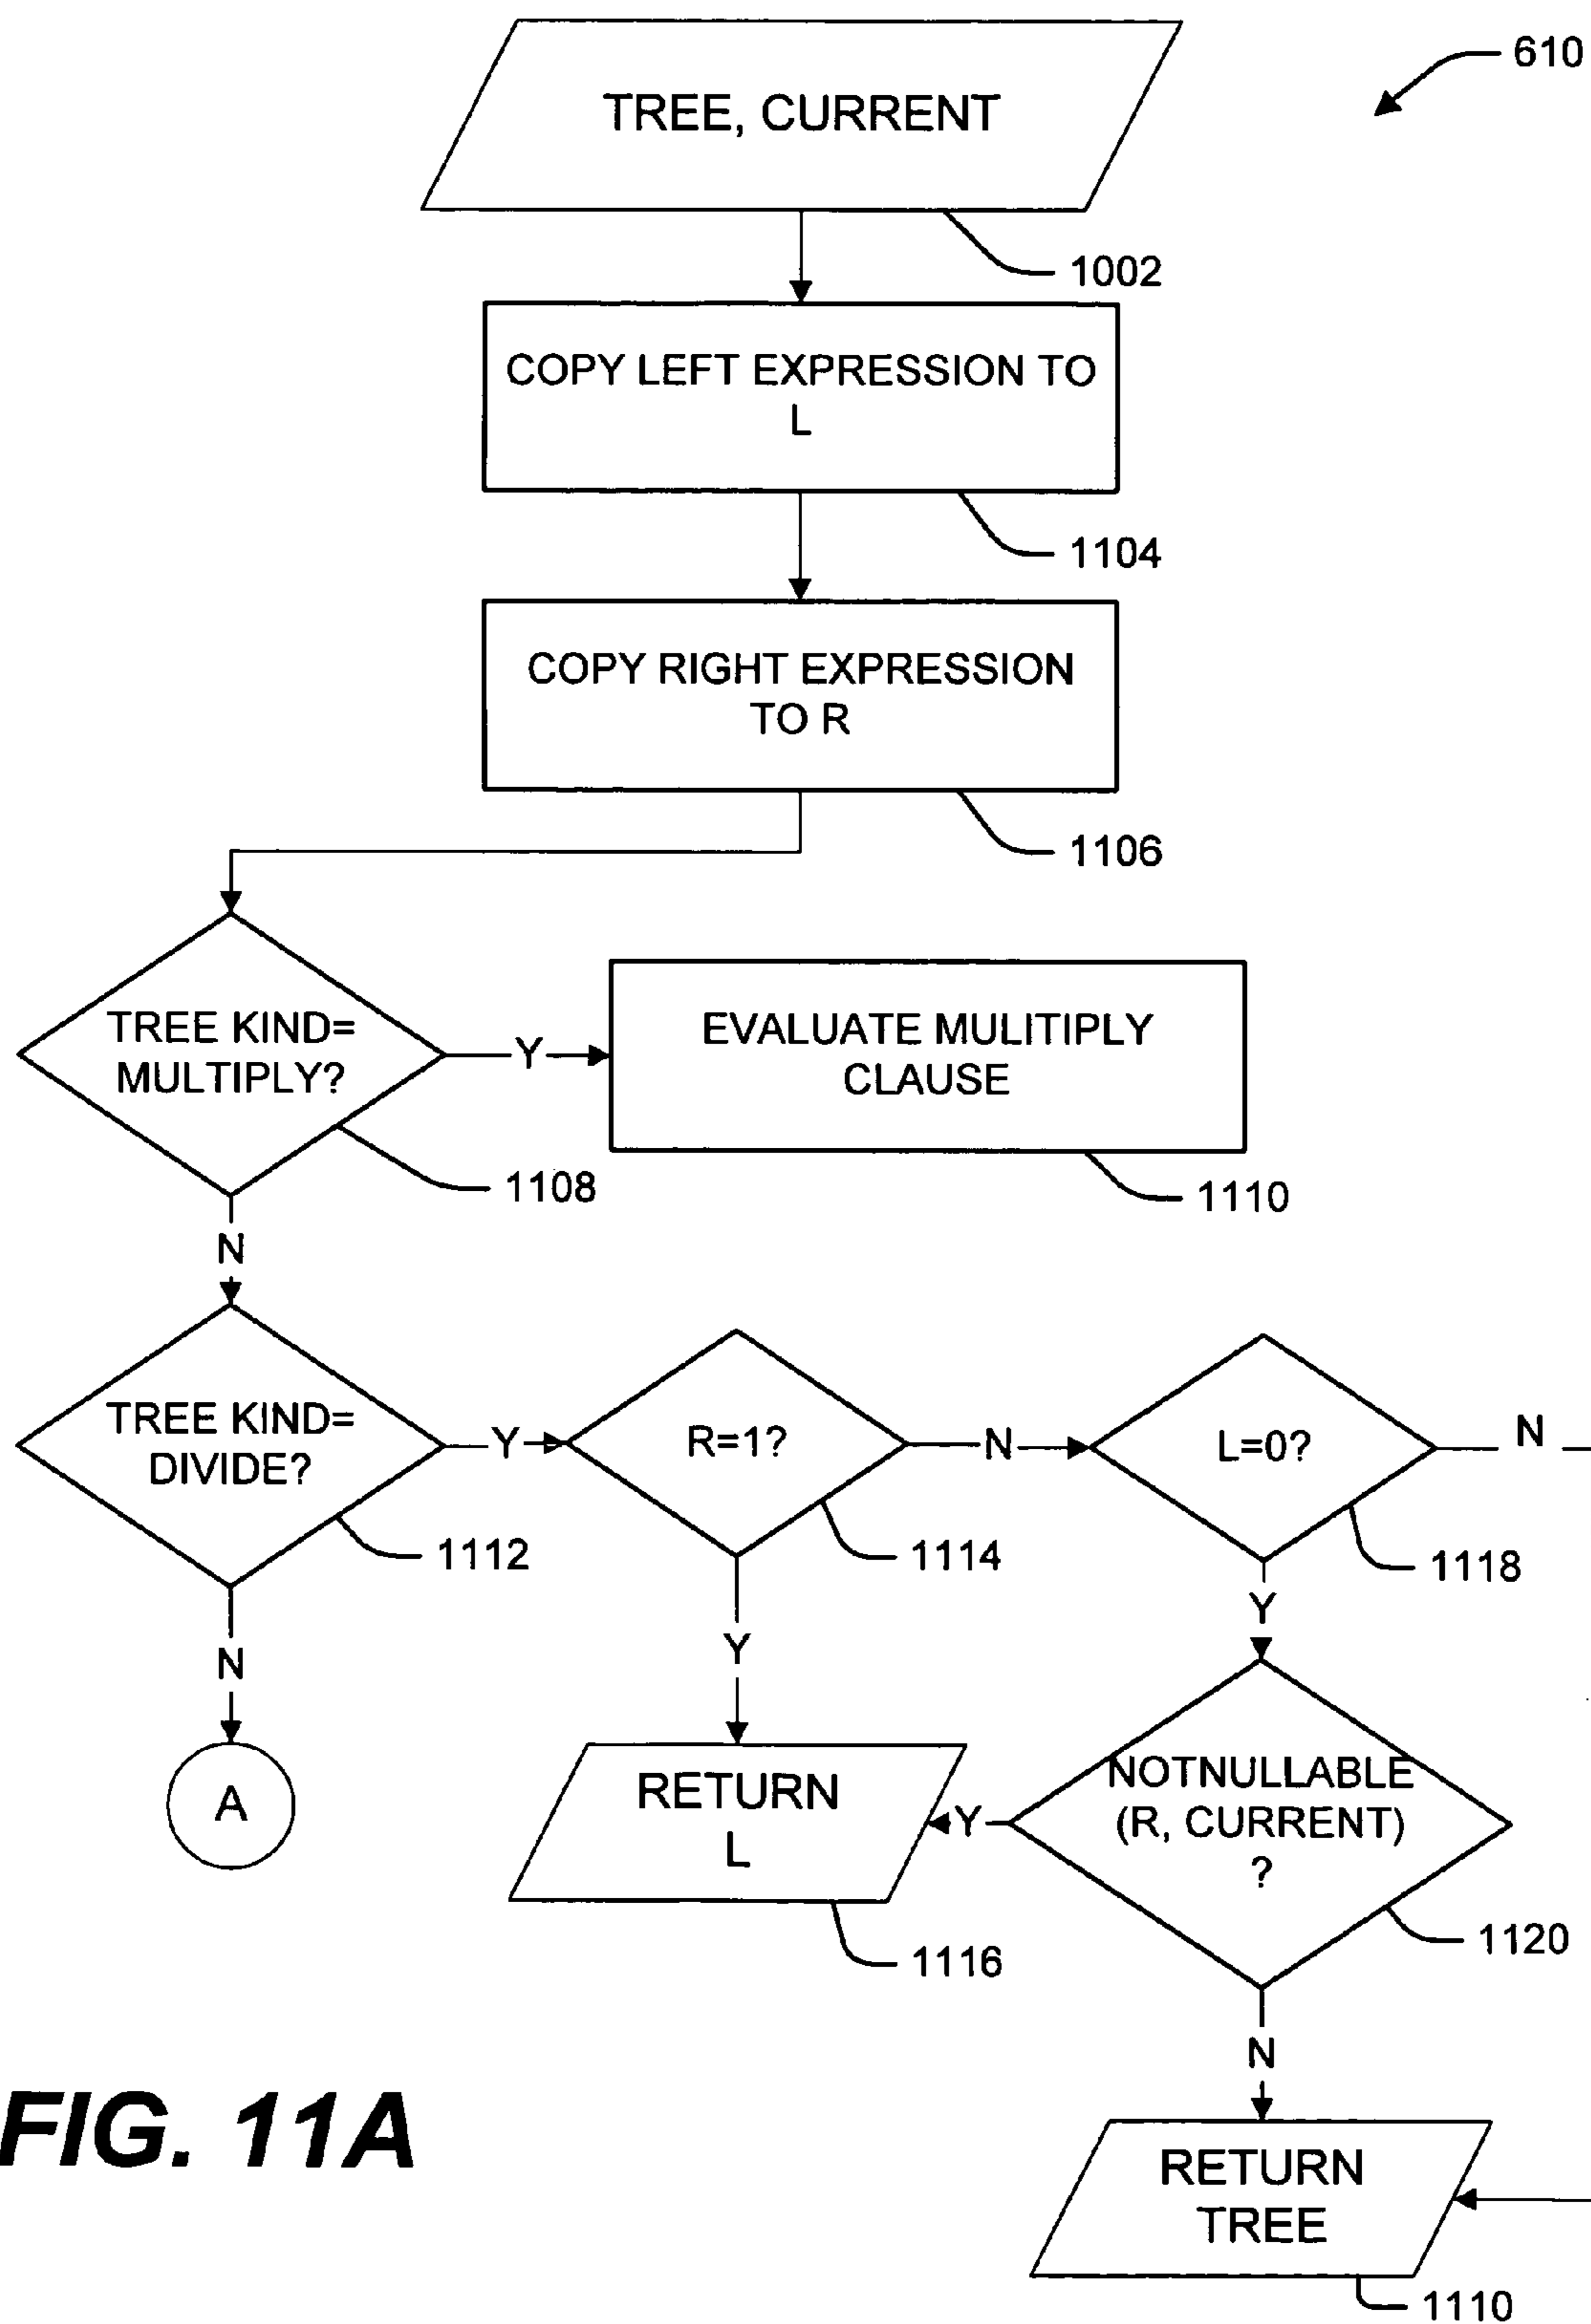 610
TREE, CURRENT
1002
COPY LEFT EXPRESSION TO
L
1104
COPY RIGHT EXPRESSION
TO R
1106
TREE KIND=
MULTIPLY?
Y
EVALUATE MULITIPLY
CLAUSE
1108
1110
N
TREE KIND=
DIVIDE?
Y
R=1?
N
L=0?
N
1112
1114
1118
N
Y
Y
A
RETURN
L
Y
NOTNULLABLE
(R, CURRENT)
?
1116
1120
N
FIG. 11A
RETURN
TREE
1110